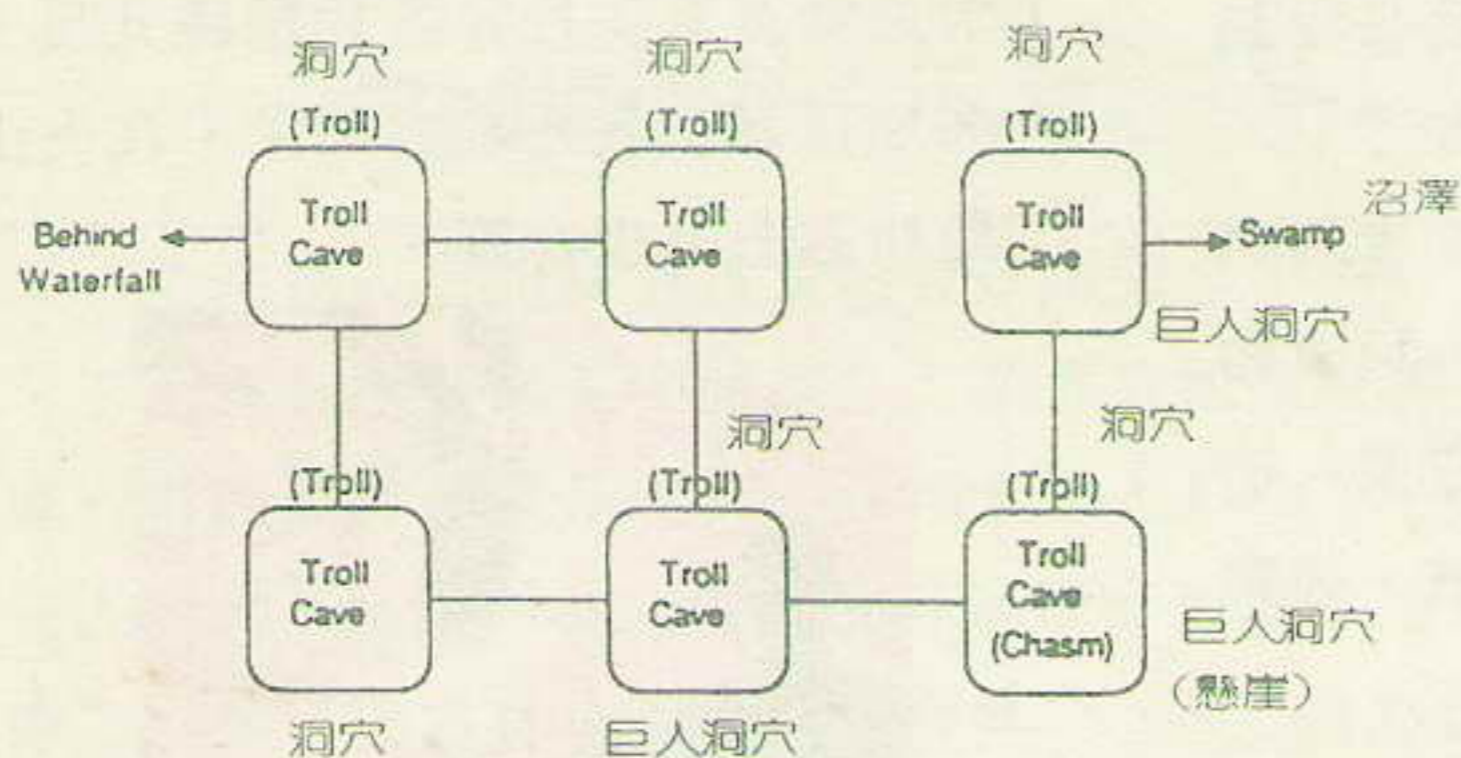 洞穴
洞穴
洞穴
(Troll)
(Troll)
(Troll)
Troll
Cave
Troll
Cave
Troll
Cave
Behind
Waterfall
Swamp
沼澤
巨人洞穴
洞穴
洞穴
(Troll)
(Troll)
(Troll)
Troll
Cave
Troll
Cave
Troll
Cave
(Chasm)
巨人洞穴
(懸崖)
洞穴
巨人洞穴